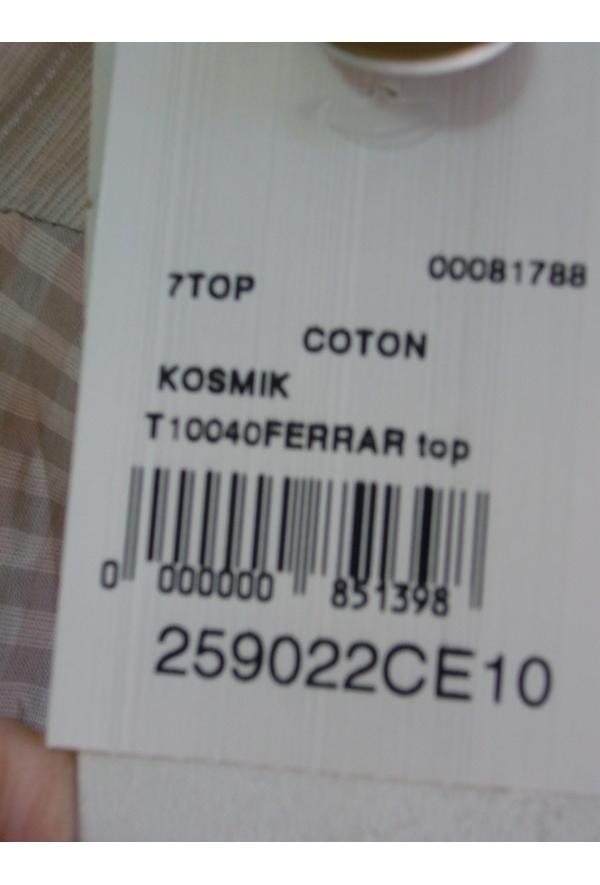 7TOP 00081788
COTON
KOSMIK
T10040FERRAR top
0 000000 851398
259022CE10